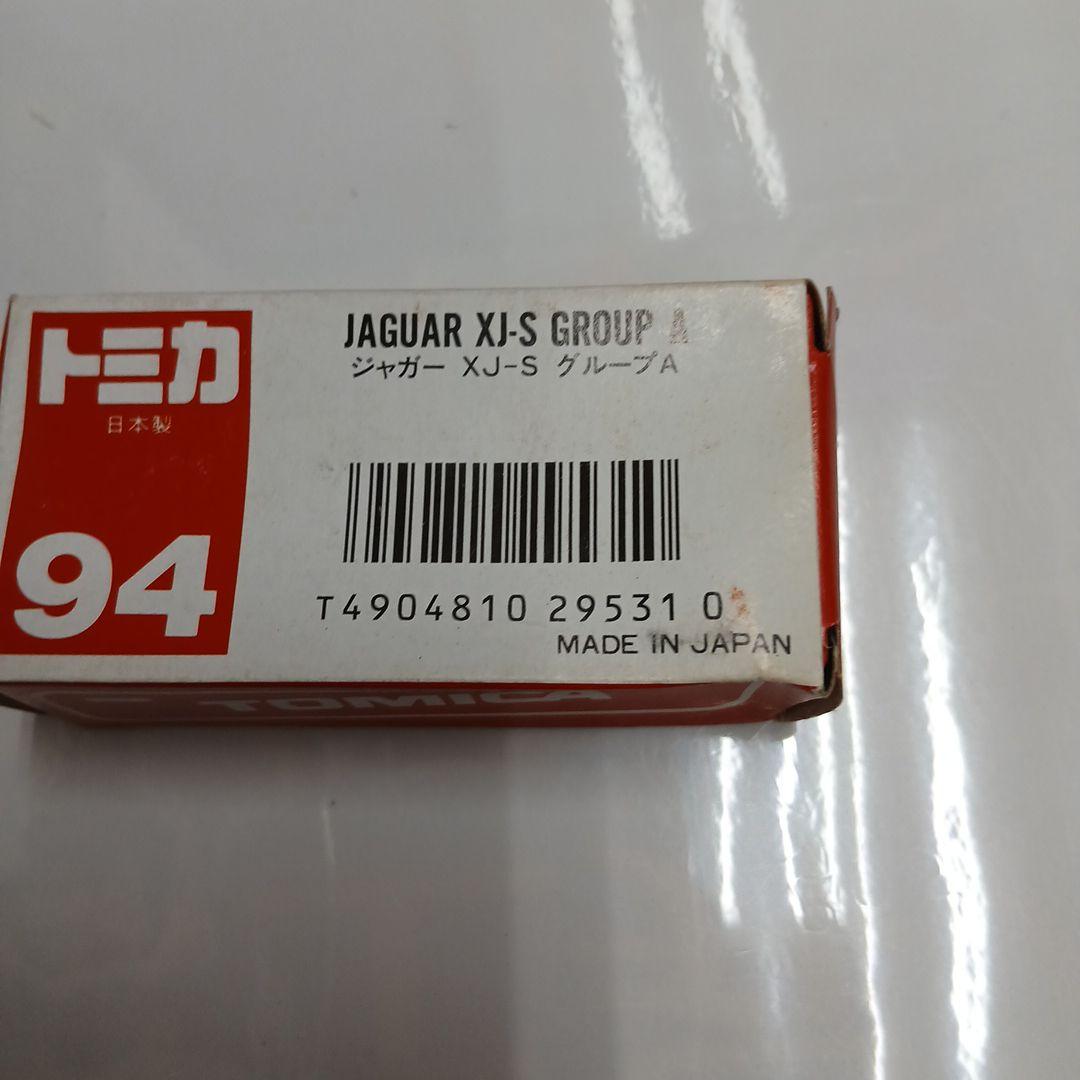 トミカ
日本製
94
JAGUAR XJ-S GROUP A
ジャガー XJ-S グループA
T4904810 29531 0
MADE IN JAPAN
TOMICA